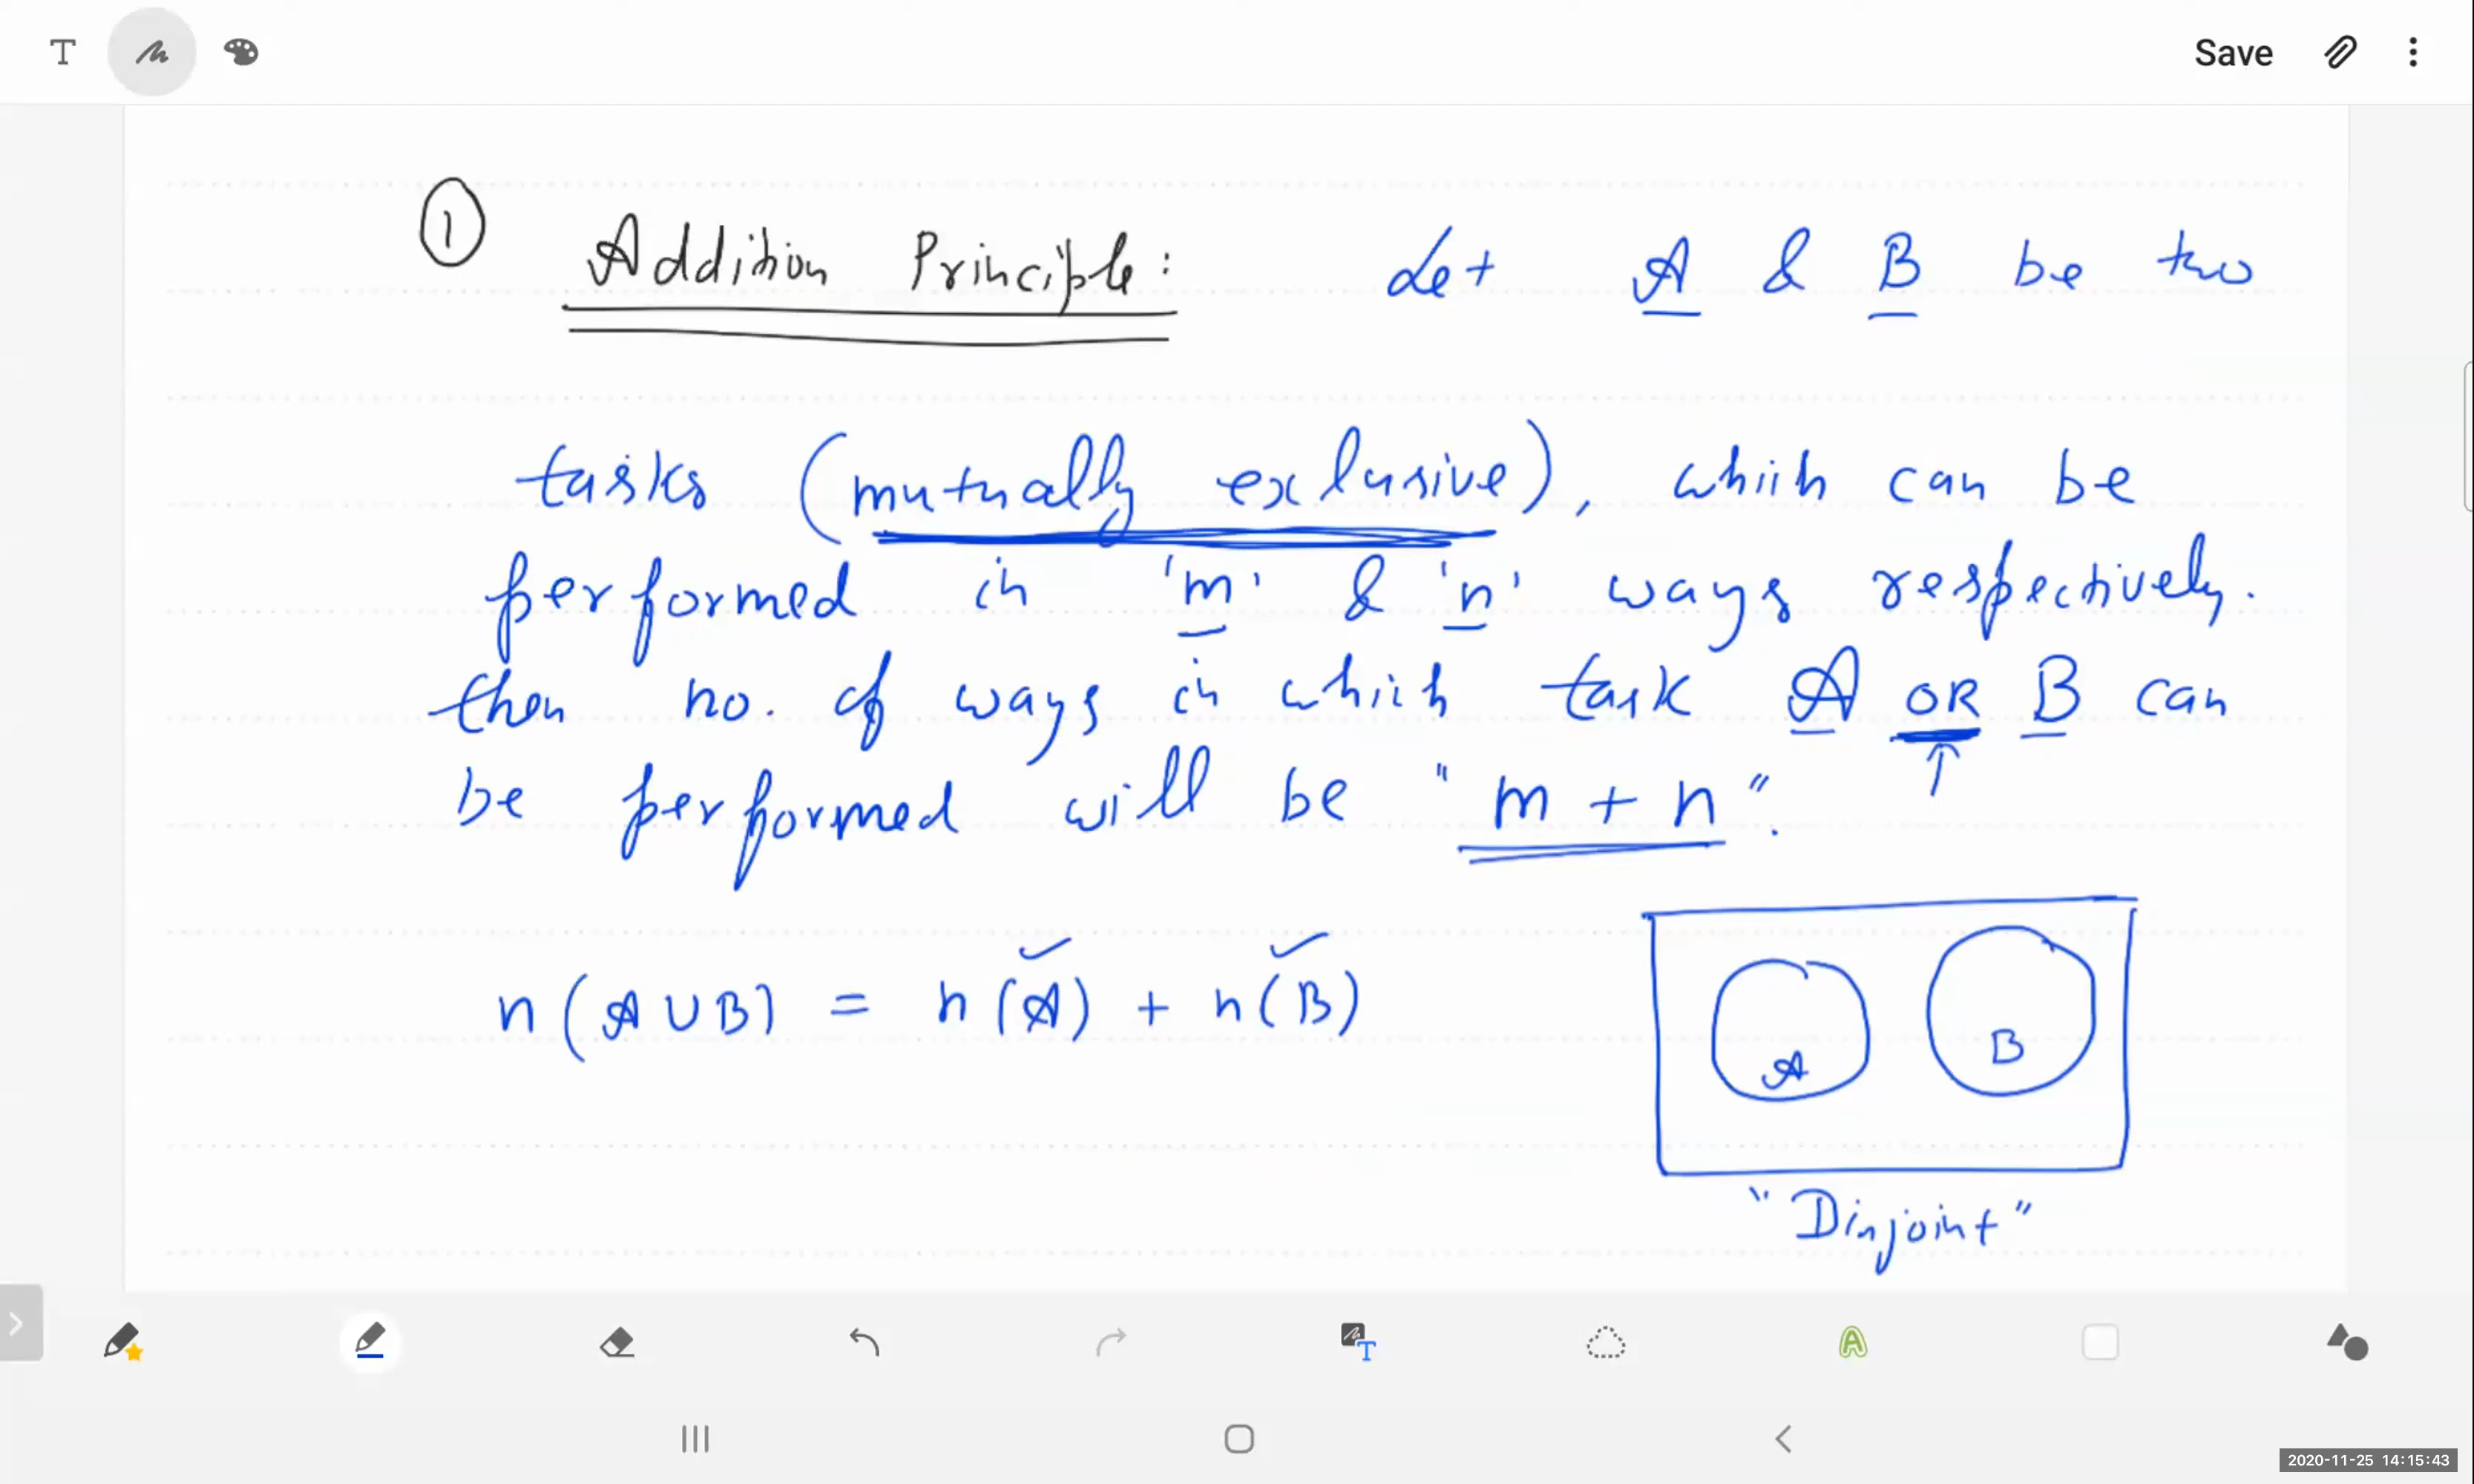 T
Save
① Addition Principle: Let A & B be two
tasks (mutually exclusive), which can be
performed in 'm' & 'n' ways respectively.
then no. of ways in which task A OR B can
be performed will be "m + n".
n(A∪B) = n(A) + n(B)
A B
"Disjoint"
2020-11-25 14:15:43